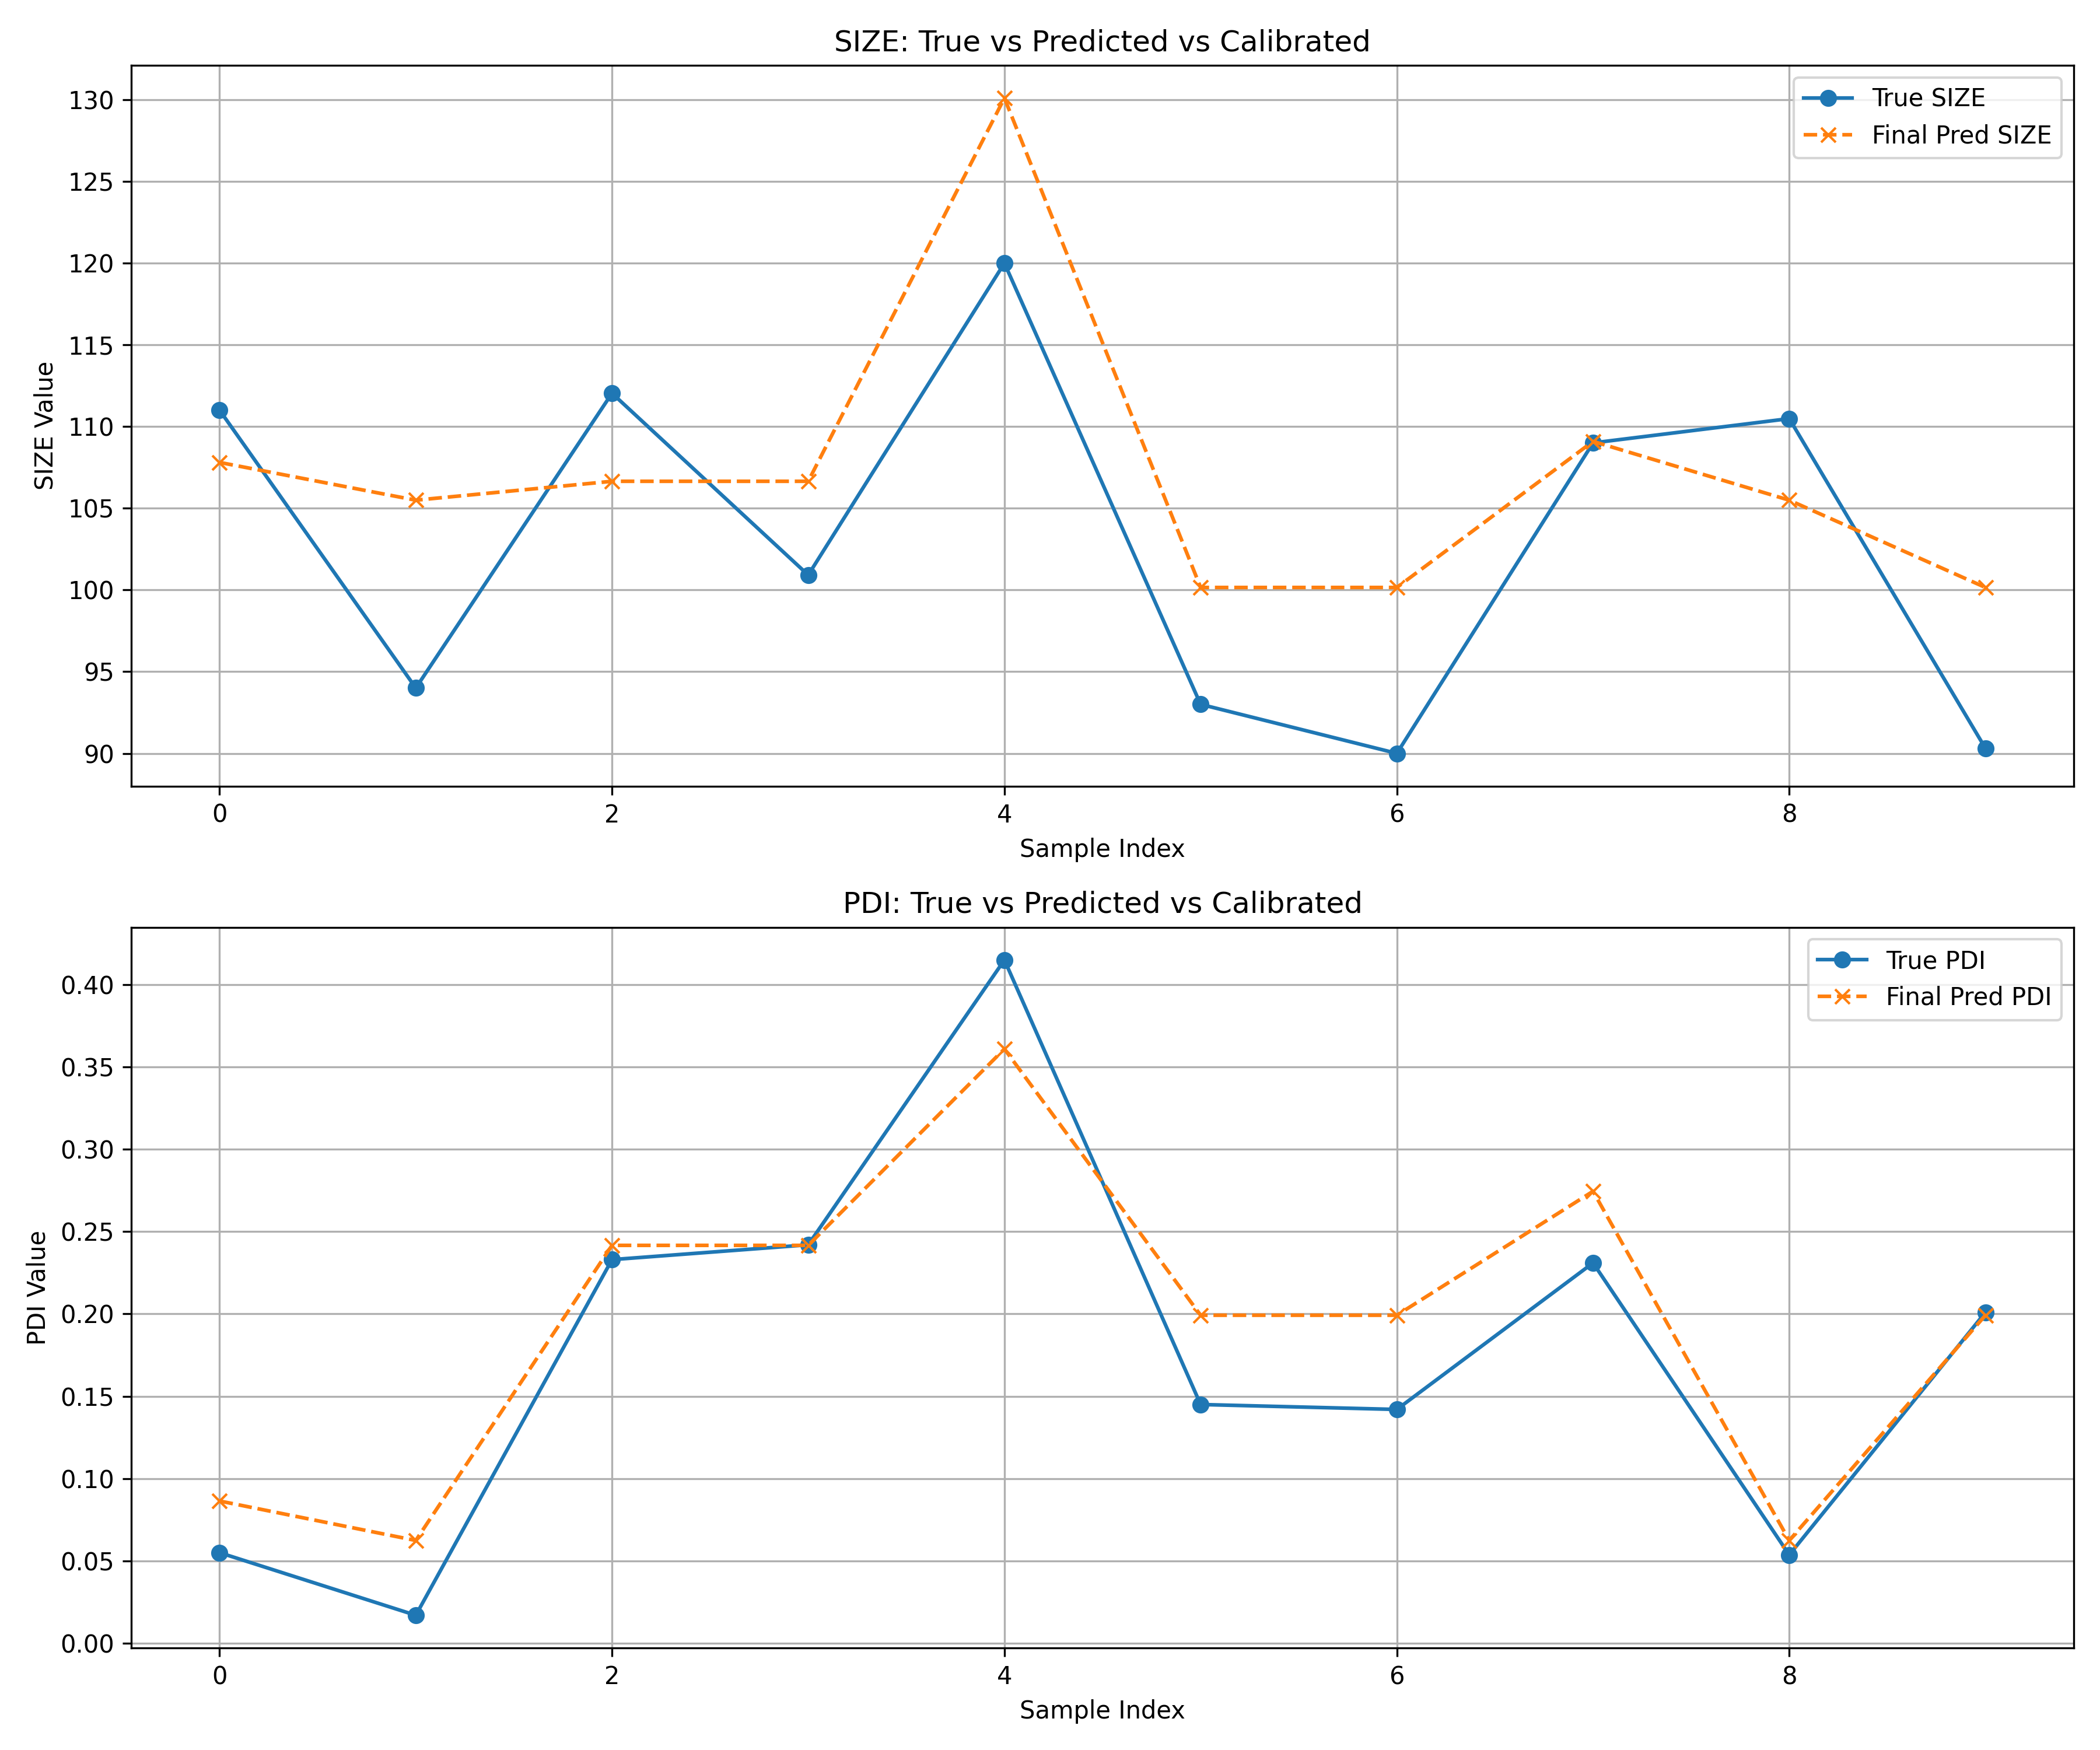 SIZE: True vs Predicted vs Calibrated
True SIZE
Final Pred SIZE
SIZE Value
130
125
120
115
110
105
100
95
90
0 2 4 6 8
Sample Index
PDI: True vs Predicted vs Calibrated
True PDI
Final Pred PDI
PDI Value
0.40
0.35
0.30
0.25
0.20
0.15
0.10
0.05
0.00
0 2 4 6 8
Sample Index